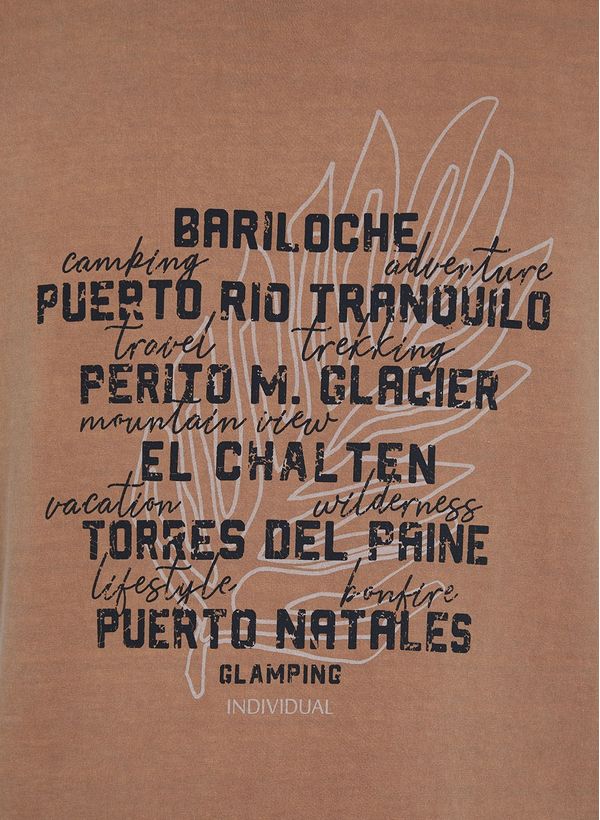 BARILOCHE
camping adventure
PUERTO RIO TRANQUILO
travel trekking
PERITO M. GLACIER
mountain view
EL CHALTEN
vacation wilderness
TORRES DEL PAINE
lifestyle bonfire
PUERTO NATALES
GLAMPING
INDIVIDUAL